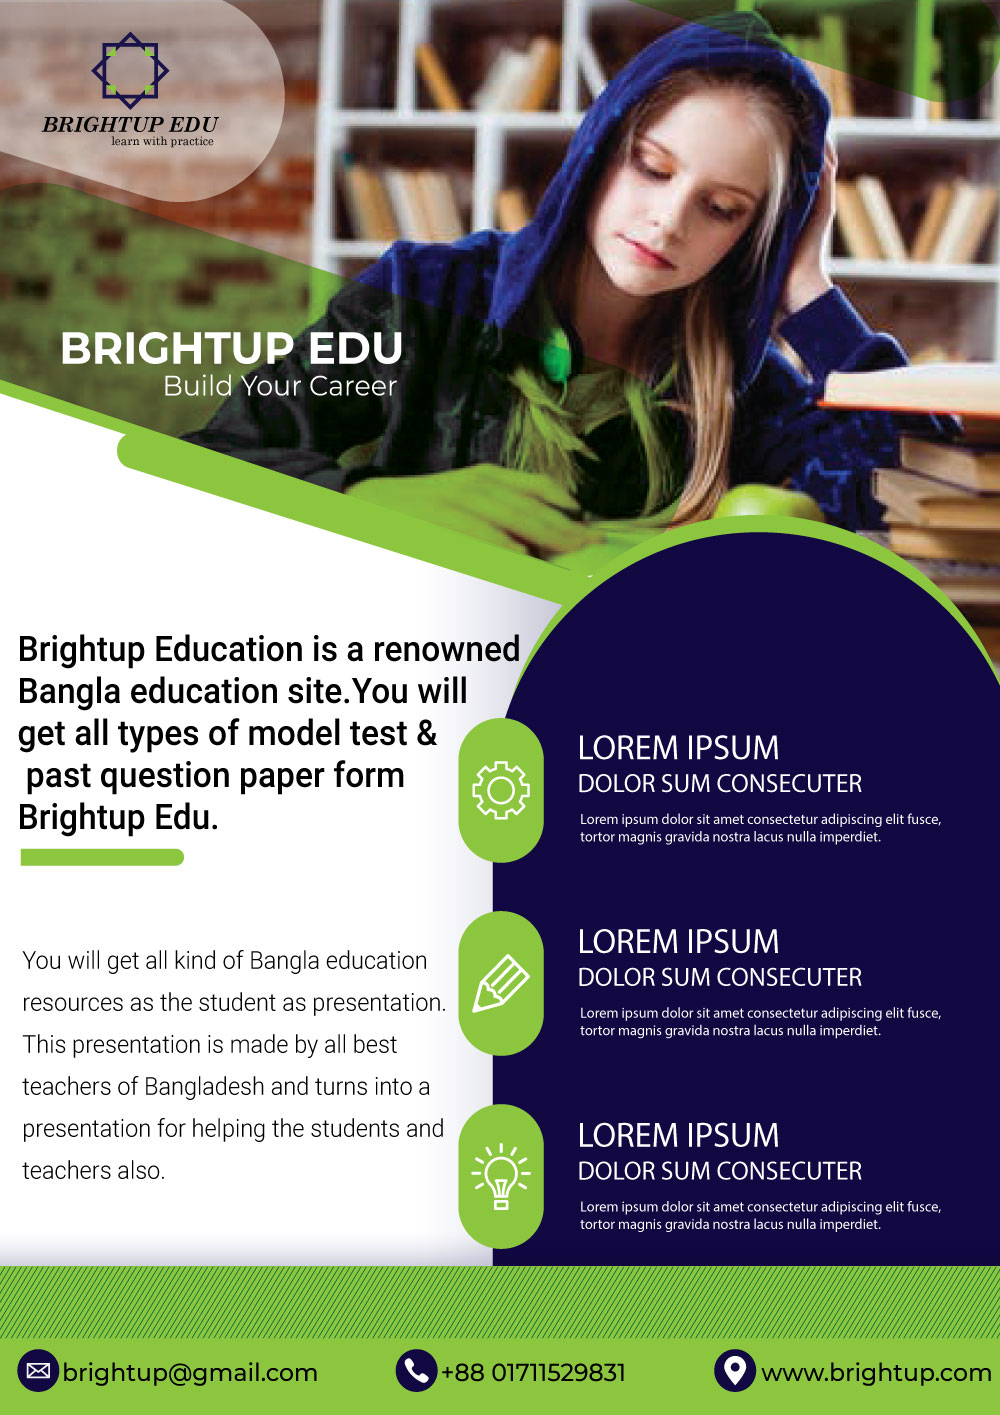 BRIGHTUP EDU
learn with practice
BRIGHTUP EDU
Build Your Career
Brightup Education is a renowned
Bangla education site.You will
get all types of model test &
past question paper form
Brightup Edu.
You will get all kind of Bangla education
resources as the student as presentation.
This presentation is made by all best
teachers of Bangladesh and turns into a
presentation for helping the students and
teachers also.
LOREM IPSUM
DOLOR SUM CONSECUTER
Lorem ipsum dolor sit amet consectetur adipiscing elit fusce,
tortor magnis gravida nostra lacus nulla imperdiet.
LOREM IPSUM
DOLOR SUM CONSECUTER
Lorem ipsum dolor sit amet consectetur adipiscing elit fusce,
tortor magnis gravida nostra lacus nulla imperdiet.
LOREM IPSUM
DOLOR SUM CONSECUTER
Lorem ipsum dolor sit amet consectetur adipiscing elit fusce,
tortor magnis gravida nostra lacus nulla imperdiet.
brightup@gmail.com
+88 01711529831
www.brightup.com